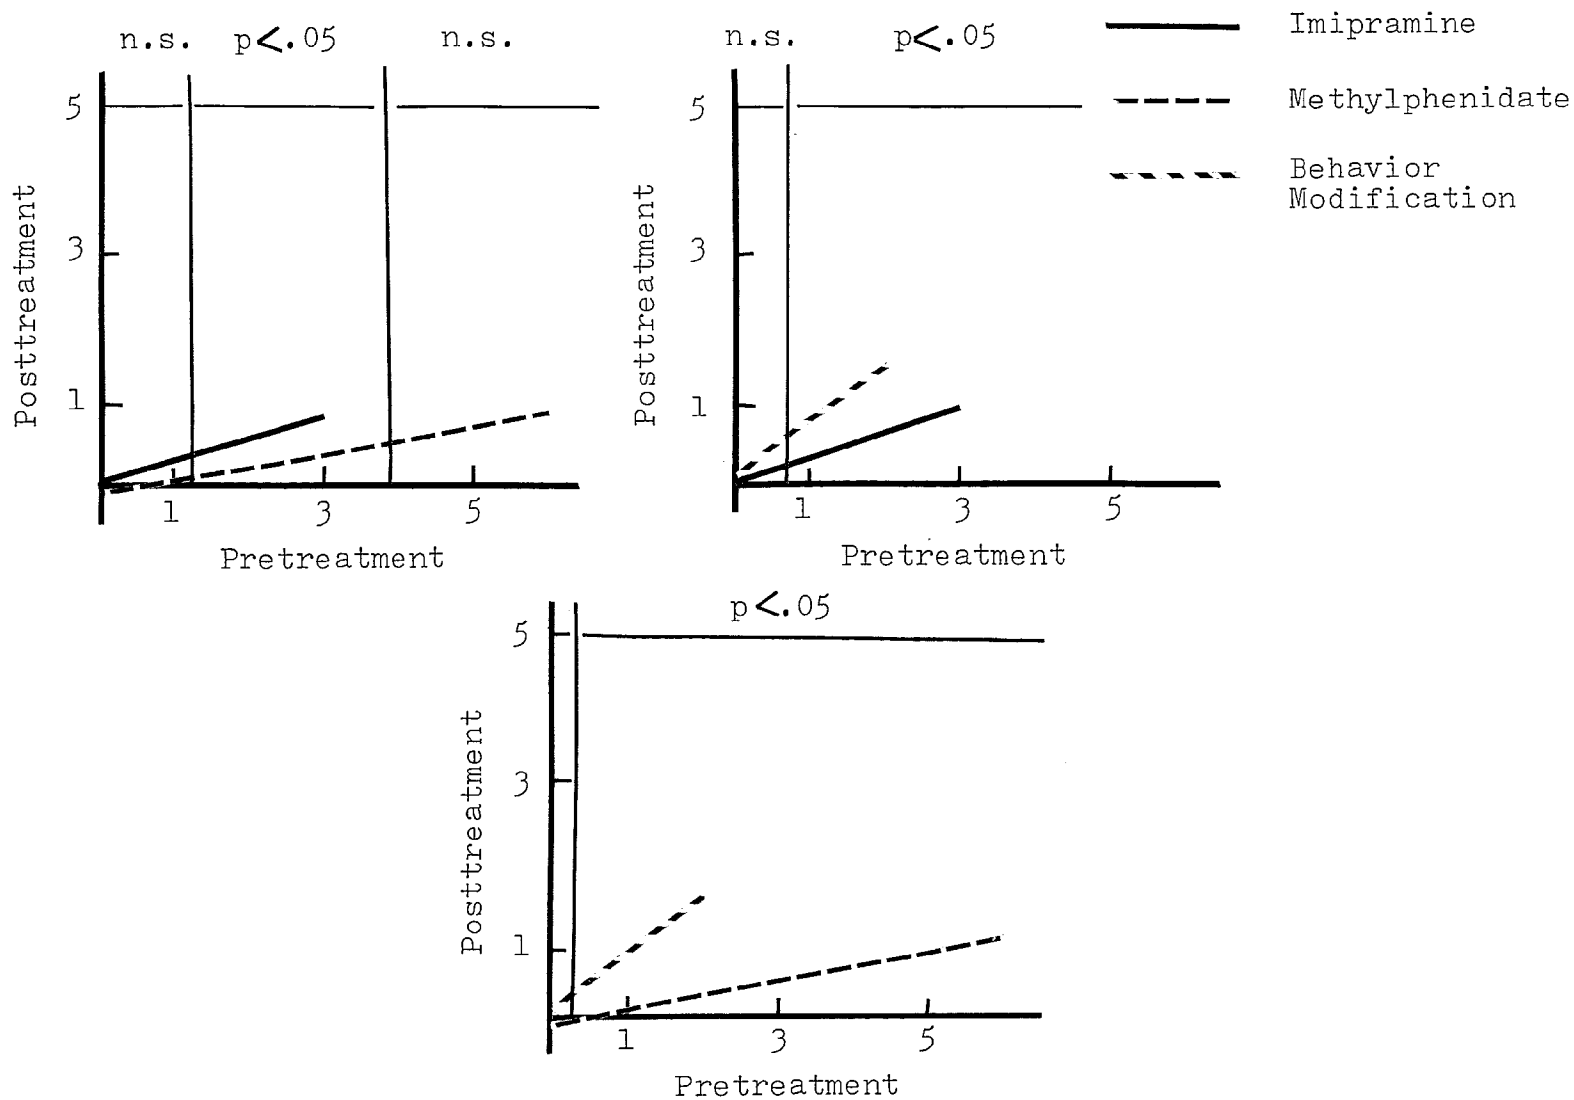 n.s. p<.05 n.s.
5
3
1
Posttreatment
1 3 5
Pretreatment
n.s. p<.05
5
3
1
Posttreatment
1 3 5
Pretreatment
Imipramine
Methylphenidate
Behavior
Modification
p<.05
5
3
1
Posttreatment
1 3 5
Pretreatment